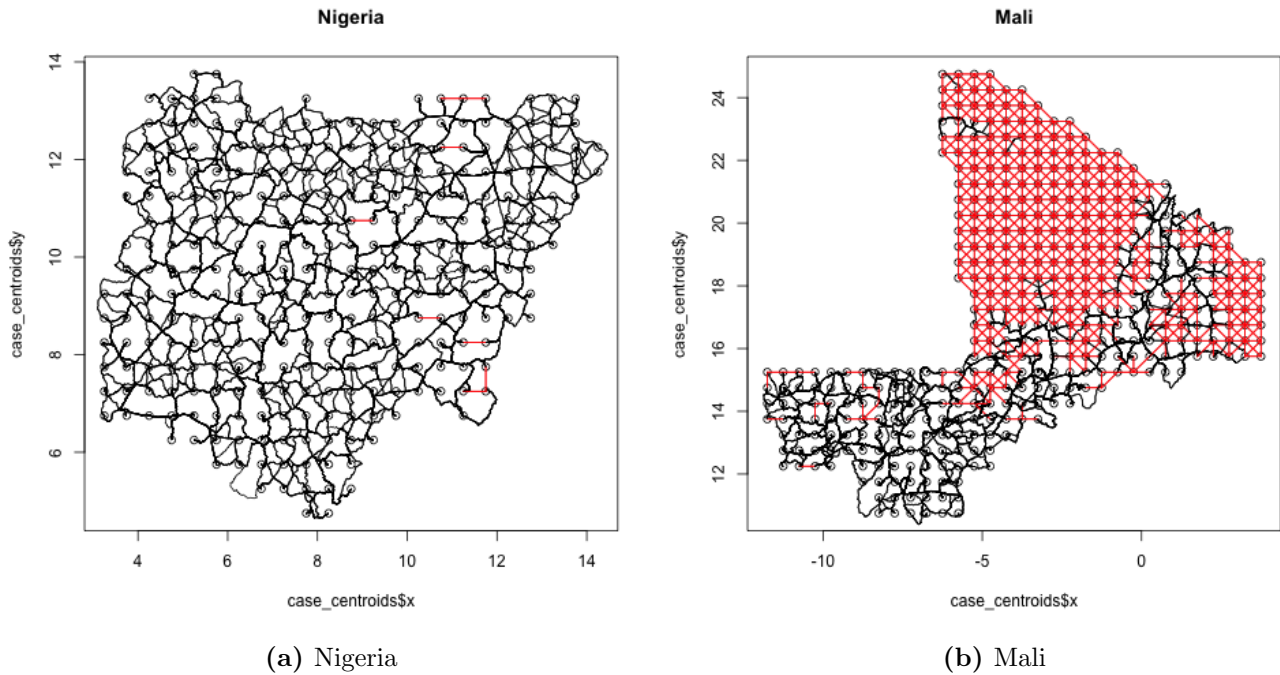 Nigeria
case_centroids$y
14
12
10
8
6
4 6 8 10 12 14
case_centroids$x
(a) Nigeria
Mali
case_centroids$y
24
22
20
18
16
14
12
-10 -5 0
case_centroids$x
(b) Mali